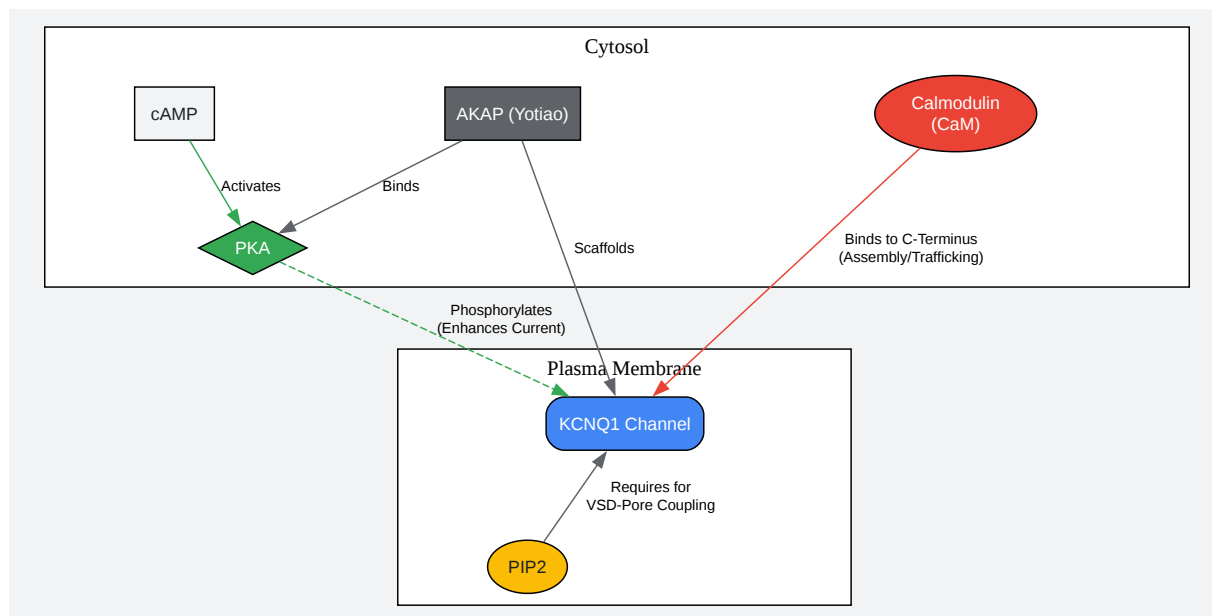 Cytosol
cAMP
AKAP (Yotiao)
Calmodulin
(CaM)
Activates
Binds
PKA
Scaffolds
Binds to C-Terminus
(Assembly/Trafficking)
Phosphorylates
(Enhances Current)
Plasma Membrane
KCNQ1 Channel
Requires for
VSD-Pore Coupling
PIP2